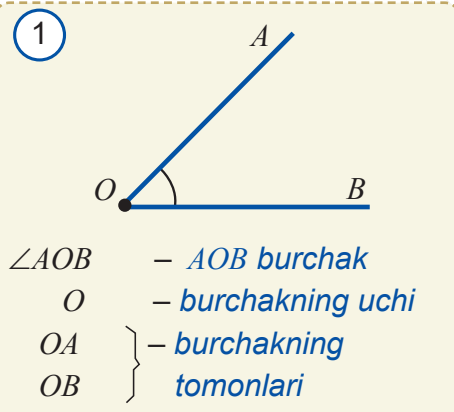 1
A
O
B
∠AOB – AOB burchak
O – burchakning uchi
OA } – burchakning
OB } tomonlari